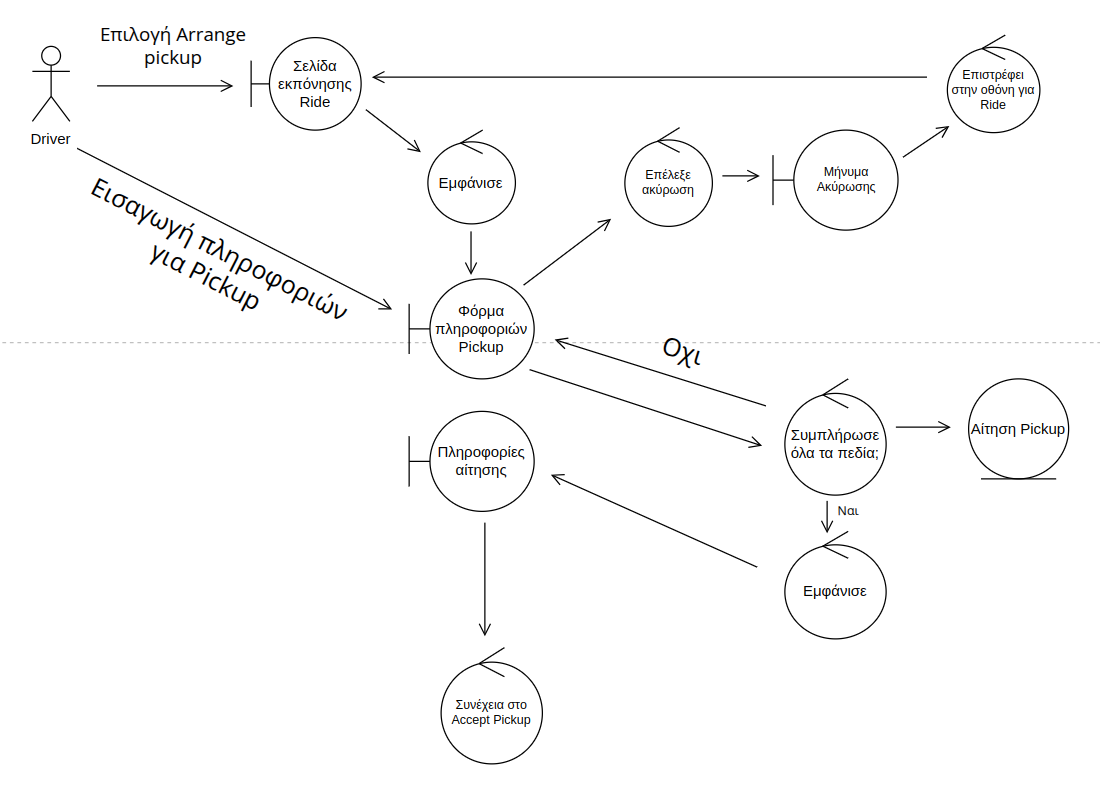 Επιλογή Arrange
pickup
Driver
Σελίδα
εκπόνησης
Ride
Επιστρέφει
στην οθόνη για
Ride
Εμφάνισε
Επέλεξε
ακύρωση
Μήνυμα
Ακύρωσης
Εισαγωγή πληροφοριών
για Pickup
Φόρμα
πληροφοριών
Pickup
Οχι
Συμπλήρωσε
όλα τα πεδία;
Αίτηση Pickup
Πληροφορίες
αίτησης
Ναι
Εμφάνισε
Συνέχεια στο
Accept Pickup